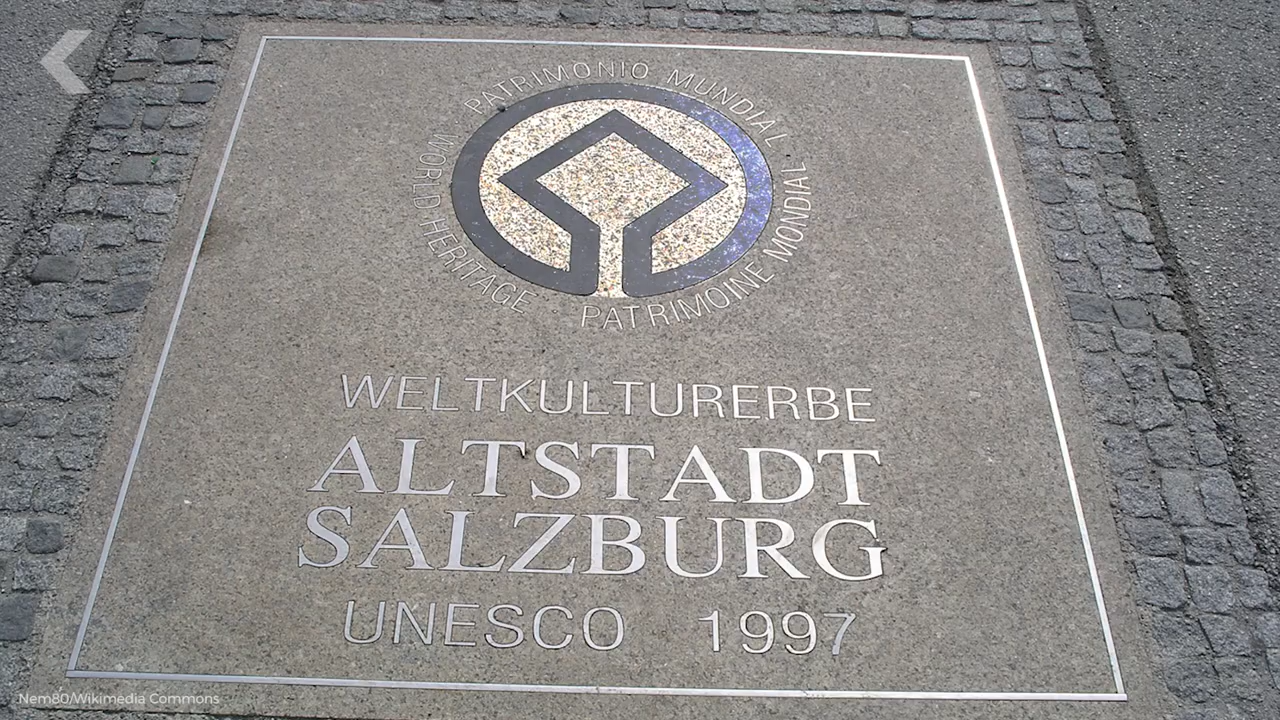 PATRIMONIO MUNDIAL
WORLD HERITAGE
PATRIMOINE MONDIAL
WELTKULTURERBE
ALTSTADT
SALZBURG
UNESCO 1997
Nem80/Wikimedia Commons